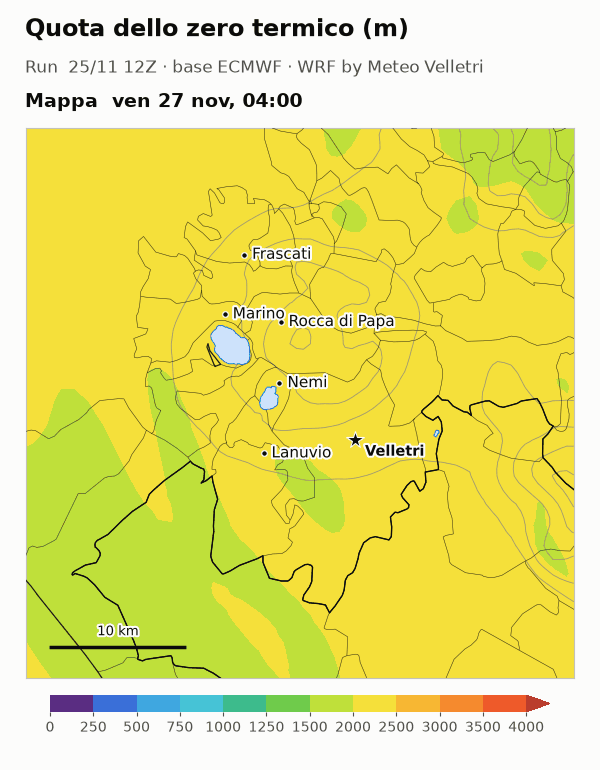 Quota dello zero termico (m)
Run  25/11 12Z · base ECMWF · WRF by Meteo Velletri
Mappa  ven 27 nov, 04:00
Frascati
Marino
Rocca di Papa
Nemi
Velletri
Lanuvio
10 km
0 250 500 750 1000 1250 1500 2000 2500 3000 3500 4000